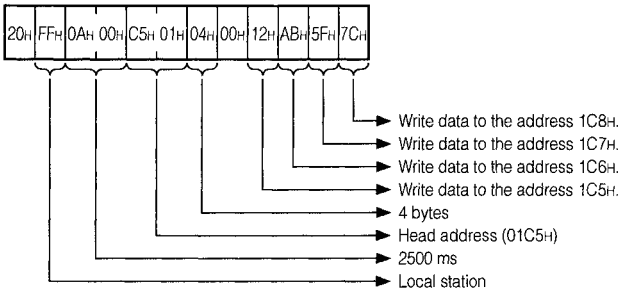 20H FFH 0AH 00H C5H 01H 04H 00H 12H ABH 5FH 7CH
Write data to the address 1C8H.
Write data to the address 1C7H.
Write data to the address 1C6H.
Write data to the address 1C5H.
4 bytes
Head address (01C5H)
2500 ms
Local station